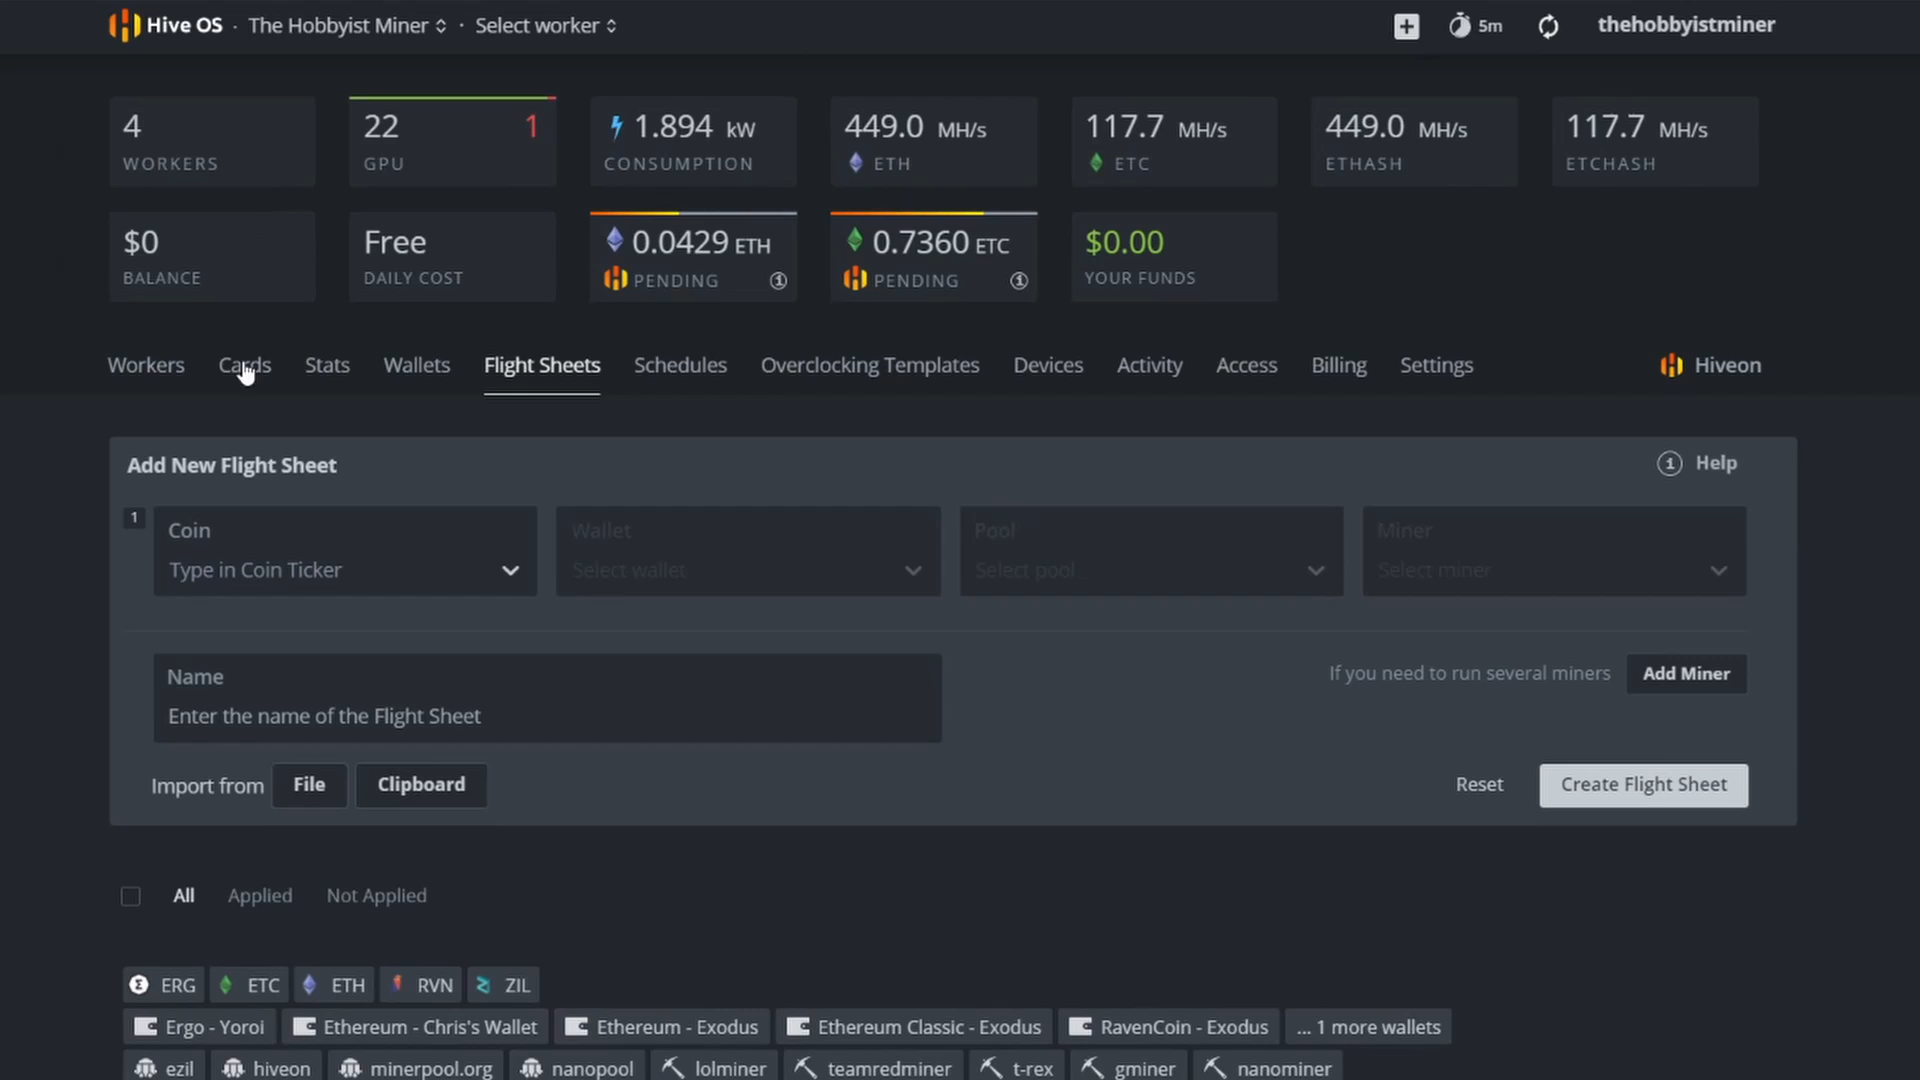 Hive OS · The Hobbyist Miner · Select worker 5m thehobbyistminer
4 22 1 1.894 kW 449.0 MH/s 117.7 MH/s 449.0 MH/s 117.7 MH/s
WORKERS GPU CONSUMPTION ETH ETC ETHASH ETCHASH
$0 Free 0.0429 ETH 0.7360 ETC $0.00
BALANCE DAILY COST PENDING PENDING YOUR FUNDS
Workers Cards Stats Wallets Flight Sheets Schedules Overclocking Templates Devices Activity Access Billing Settings Hiveon
Add New Flight Sheet Help
1 Coin Wallet Pool Miner
Type in Coin Ticker Select wallet Select pool Select miner
Name
Enter the name of the Flight Sheet
If you need to run several miners Add Miner
Import from File Clipboard Reset Create Flight Sheet
All Applied Not Applied
ERG ETC ETH RVN ZIL
Ergo - Yoroi Ethereum - Chris's Wallet Ethereum - Exodus Ethereum Classic - Exodus RavenCoin - Exodus ... 1 more wallets
ezil hiveon minerpool.org nanopool lolminer teamredminer t-rex gminer nanominer